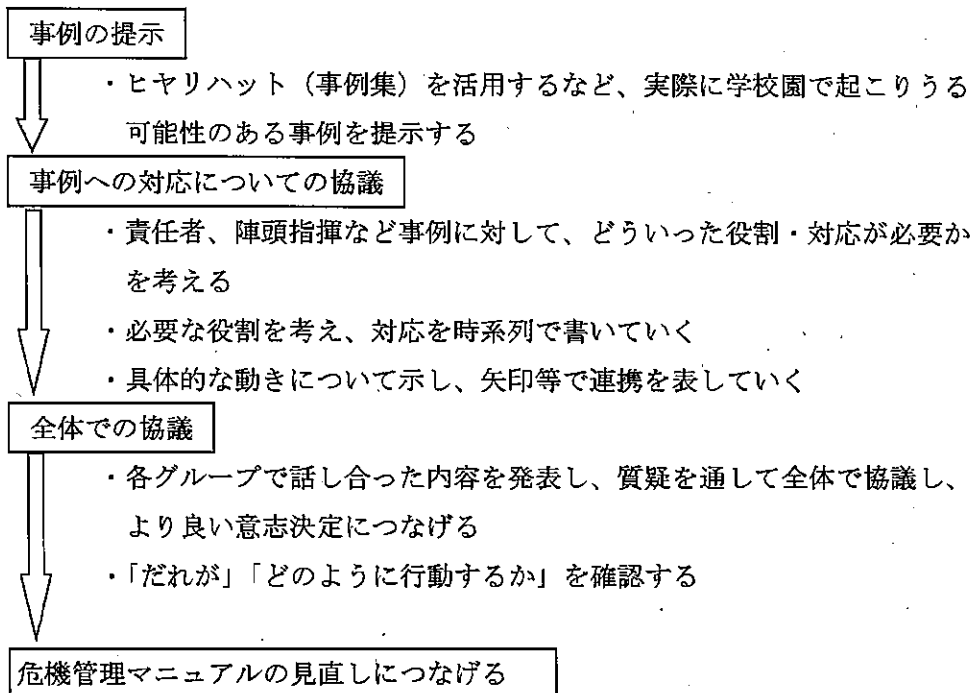 事例の提示
・ヒヤリハット（事例集）を活用するなど、実際に学校園で起こりうる
可能性のある事例を提示する
事例への対応についての協議
・責任者、陣頭指揮など事例に対して、どういった役割・対応が必要か
を考える
・必要な役割を考え、対応を時系列で書いていく
・具体的な動きについて示し、矢印等で連携を表していく
全体での協議
・各グループで話し合った内容を発表し、質疑を通して全体で協議し、
より良い意志決定につなげる
・「だれが」「どのように行動するか」を確認する
危機管理マニュアルの見直しにつなげる